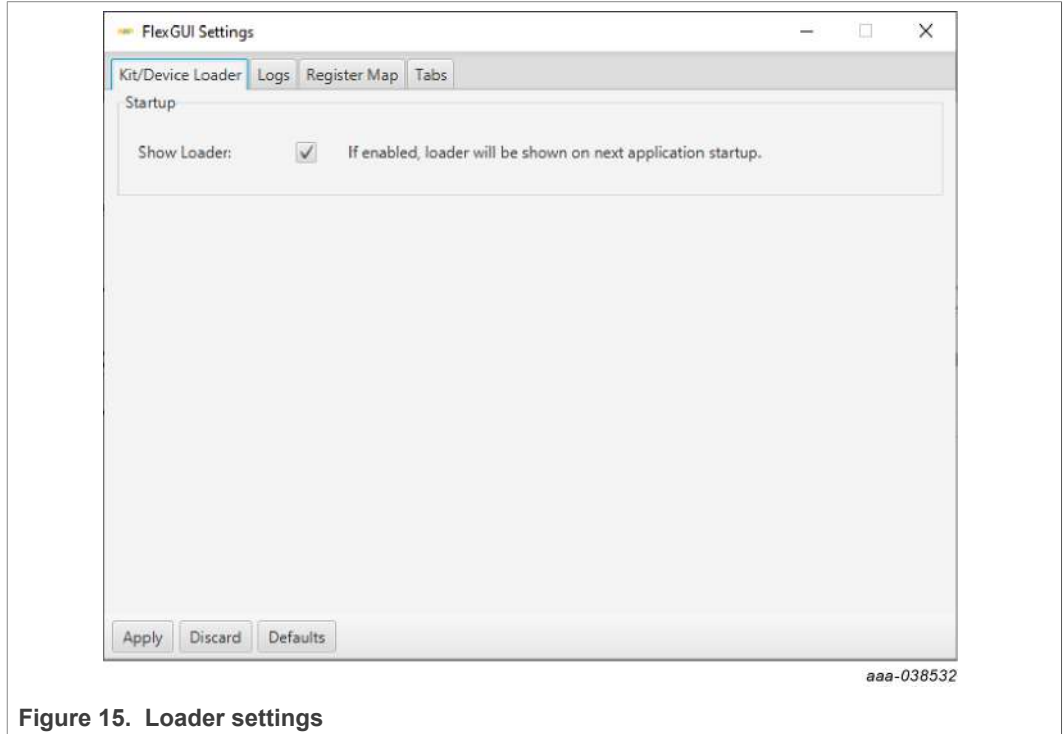 FlexGUI Settings
Kit/Device Loader Logs Register Map Tabs
Startup
Show Loader: If enabled, loader will be shown on next application startup.
Apply Discard Defaults
aaa-038532
Figure 15. Loader settings